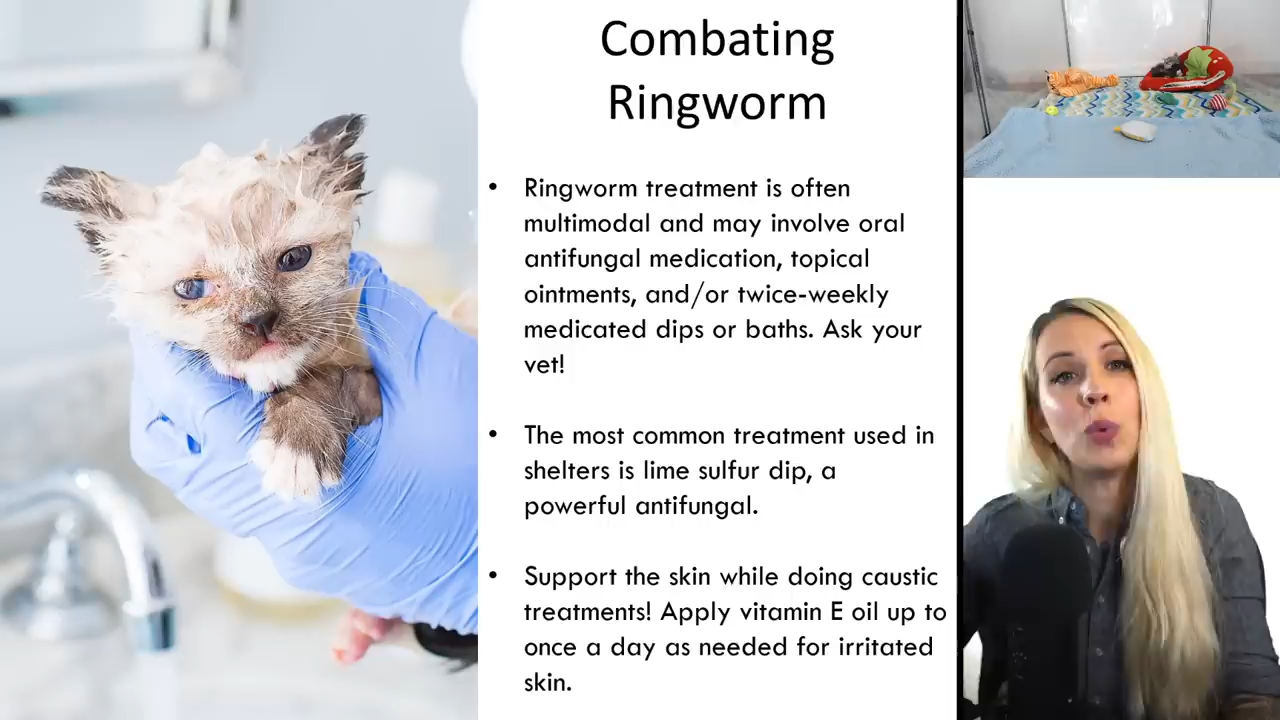 Combating
Ringworm
• Ringworm treatment is often
multimodal and may involve oral
antifungal medication, topical
ointments, and/or twice-weekly
medicated dips or baths. Ask your
vet!
• The most common treatment used in
shelters is lime sulfur dip, a
powerful antifungal.
• Support the skin while doing caustic
treatments! Apply vitamin E oil up to
once a day as needed for irritated
skin.